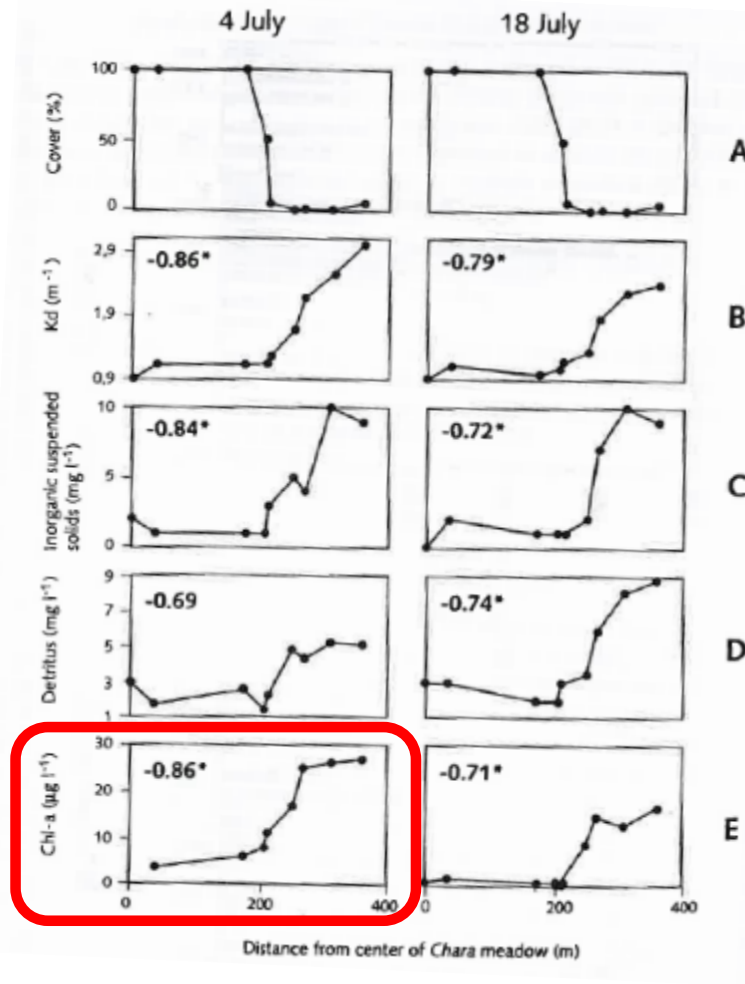 4 July 18 July
Cover (%)
100
50
0
A
Kd (m⁻¹)
2,9
1,9
0,9
-0.86*
-0.79*
B
Inorganic suspended
solids (mg l⁻¹)
10
5
0
-0.84*
-0.72*
C
Detritus (mg l⁻¹)
9
7
5
3
1
-0.69
-0.74*
D
Chl-a (µg l⁻¹)
30
20
10
0
-0.86*
-0.71*
E
0 200 400 0 200 400
Distance from center of Chara meadow (m)